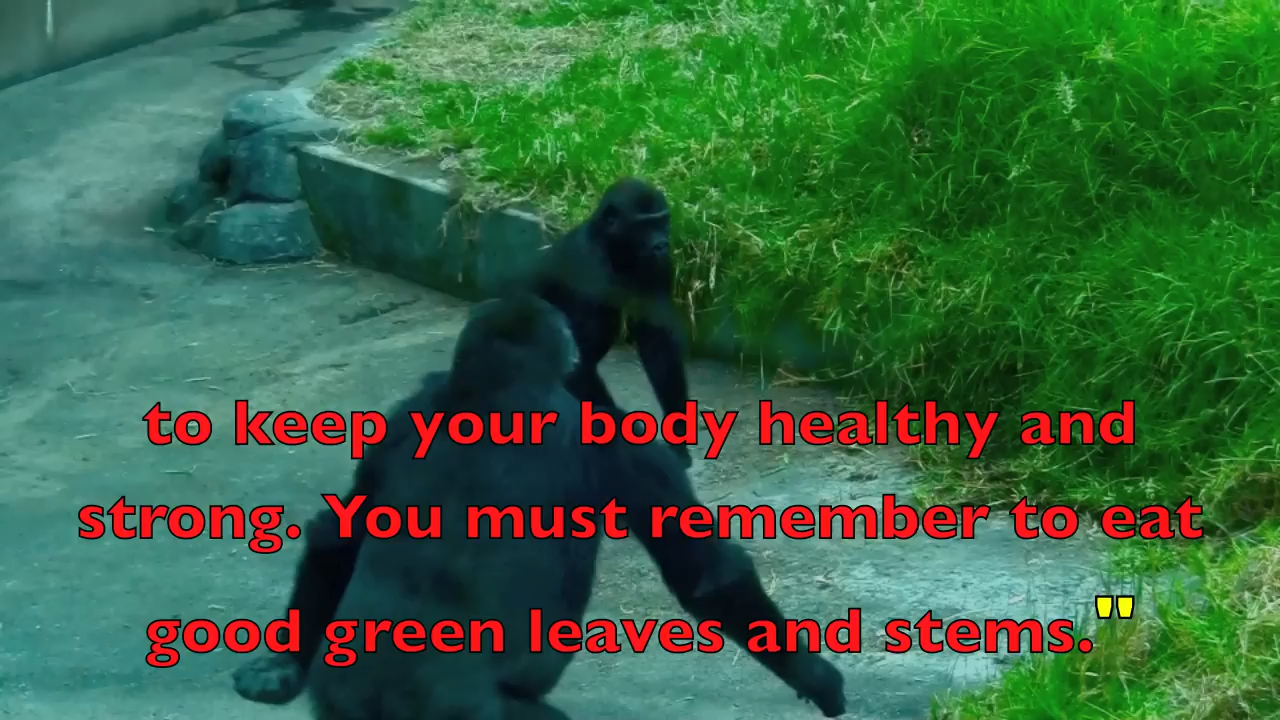 to keep your body healthy and
strong. You must remember to eat
good green leaves and stems."